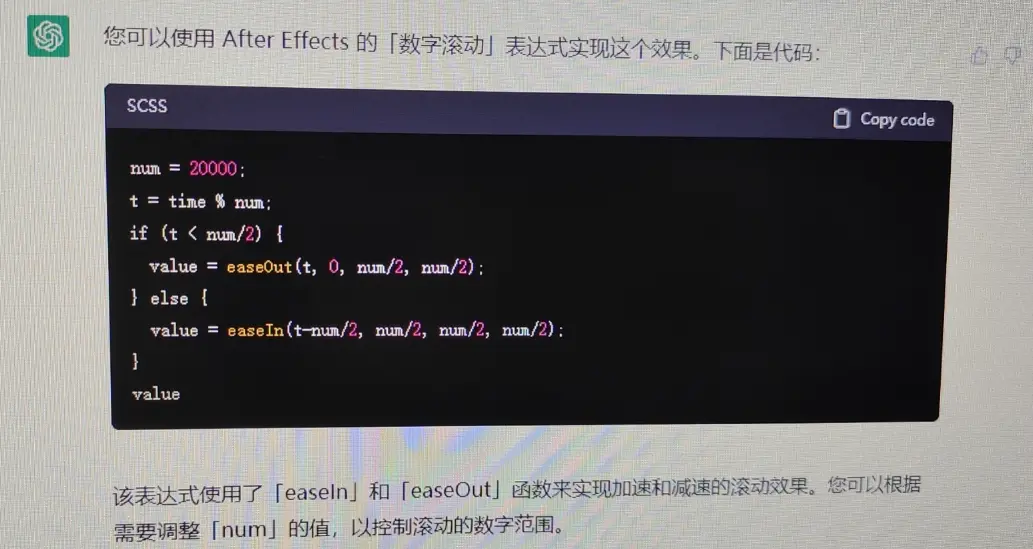 您可以使用 After Effects 的「数字滚动」表达式实现这个效果。下面是代码：
SCSS
Copy code
num = 20000;
t = time % num;
if (t < num/2) {
  value = easeOut(t, 0, num/2, num/2);
} else {
  value = easeIn(t-num/2, num/2, num/2, num/2);
}
value
该表达式使用了「easeIn」和「easeOut」函数来实现加速和减速的滚动效果。您可以根据
需要调整「num」的值，以控制滚动的数字范围。